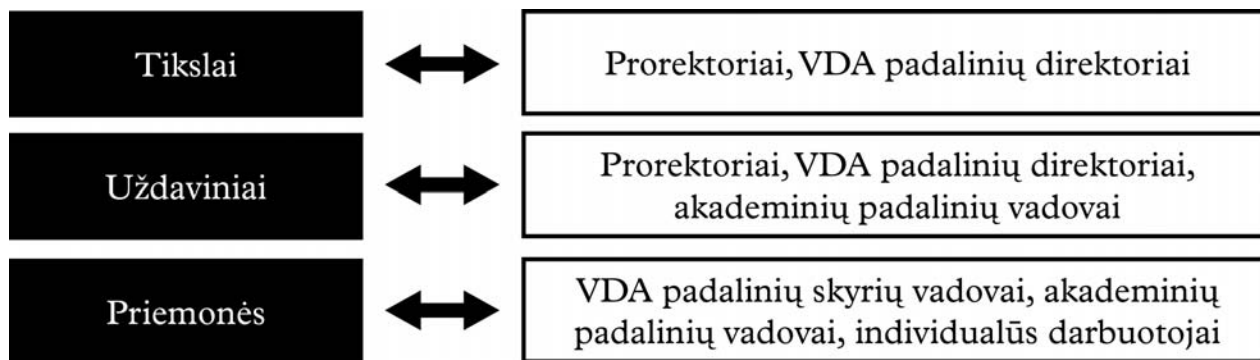 Tikslai
Prorektoriai, VDA padalinių direktoriai
Uždaviniai
Prorektoriai, VDA padalinių direktoriai,
akademinių padalinių vadovai
Priemonės
VDA padalinių skyrių vadovai, akademinių
padalinių vadovai, individualūs darbuotojai